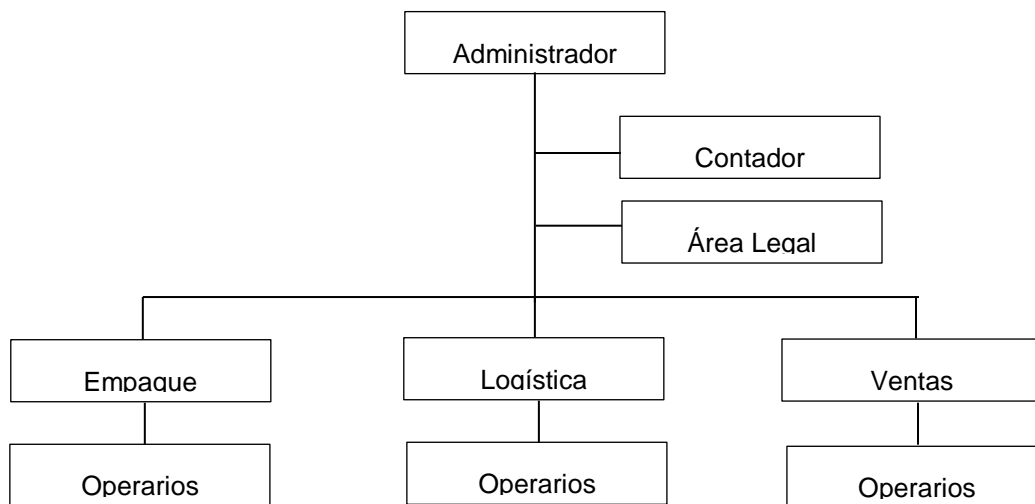 Administrador
Contador
Área Legal
Empaque
Logística
Ventas
Operarios
Operarios
Operarios